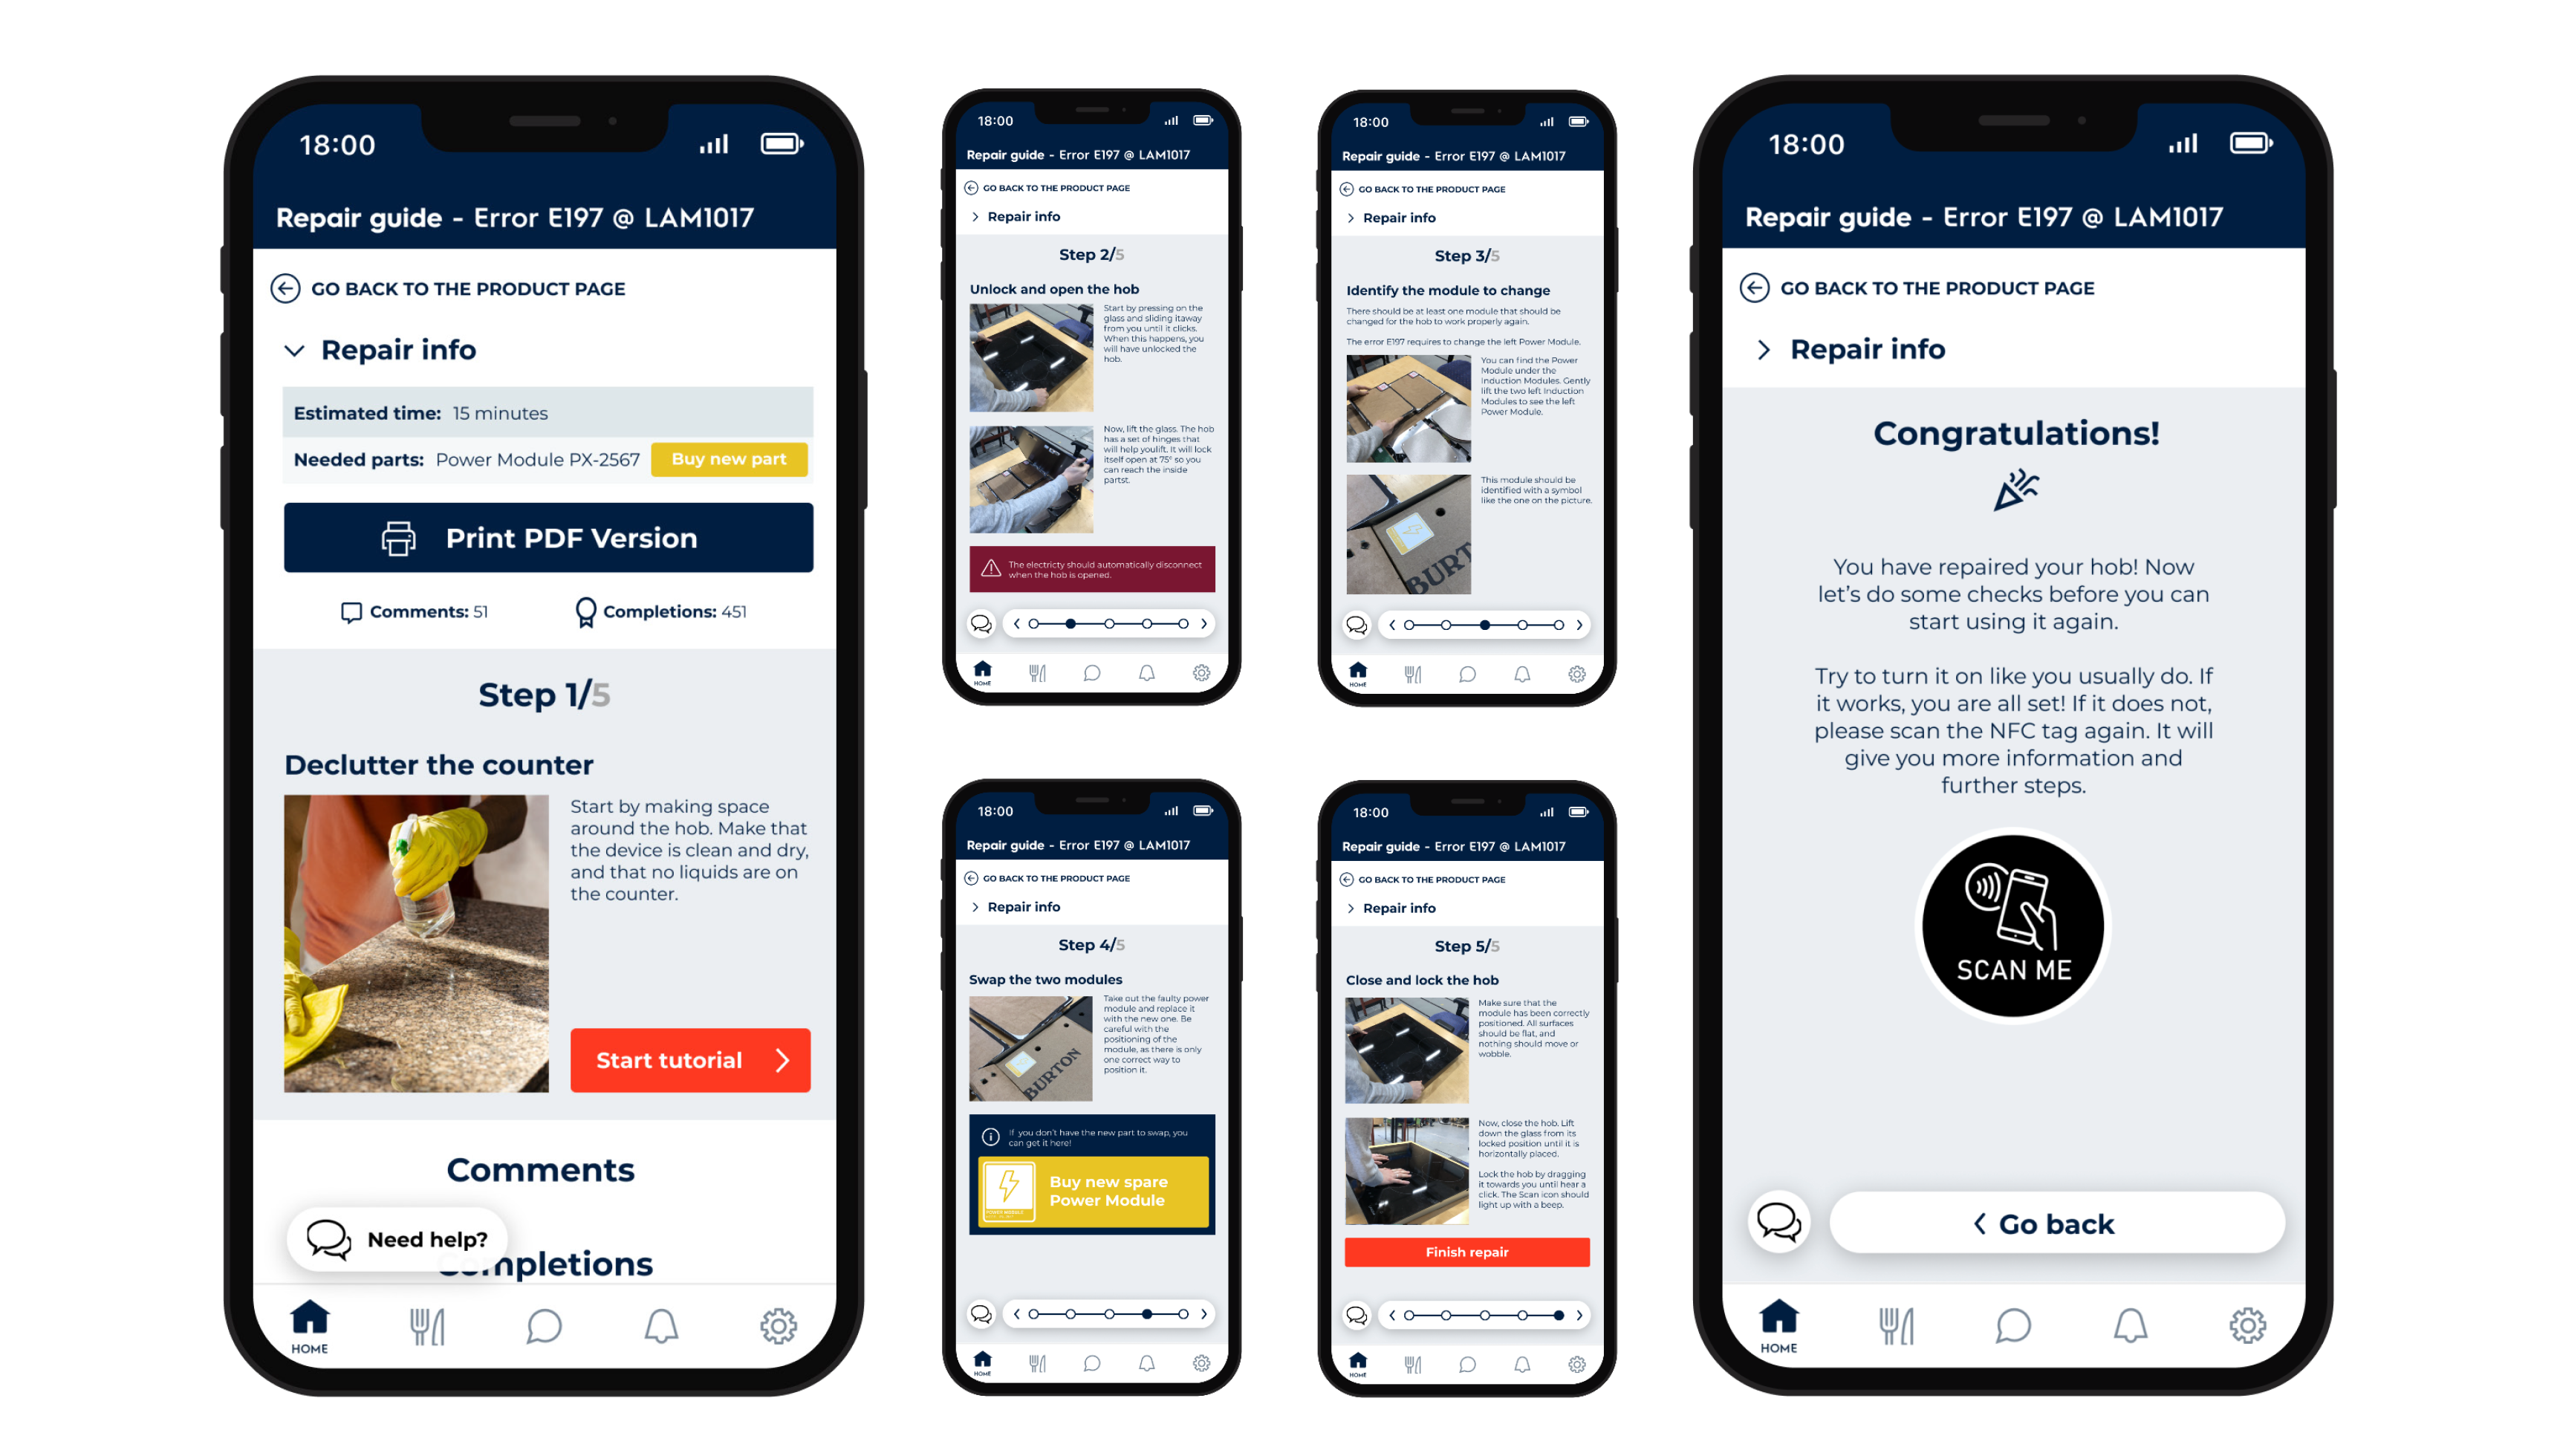 18:00
Repair guide - Error E197 @ LAM1017
GO BACK TO THE PRODUCT PAGE
Repair info
Estimated time: 15 minutes
Needed parts: Power Module PX-2567
Buy new part
Print PDF Version
Comments: 51
Completions: 451
Step 1/5
Declutter the counter
Start by making space
around the hob. Make that
the device is clean and dry,
and that no liquids are on
the counter.
Start tutorial
Comments
Need help?
mpletions
HOME
18:00
Repair guide - Error E197 @ LAM1017
GO BACK TO THE PRODUCT PAGE
Repair info
Step 2/5
Unlock and open the hob
Start by pressing on the
glass and sliding itaway
from you until it clicks.
When this happens, you
will have unlocked the
hob.
Now, lift the glass. The hob
has a set of hinges that
will help youlift. It will lock
itself open at 75° so you
can reach the inside
partst.
The electricty should automatically disconnect
when the hob is opened.
HOME
18:00
Repair guide - Error E197 @ LAM1017
GO BACK TO THE PRODUCT PAGE
Repair info
Step 3/5
Identify the module to change
There should be at least one module that should be
changed for the hob to work properly again.
The error E197 requires to change the left Power Module.
You can find the Power
Module under the
Induction Modules. Gently
lift the two left Induction
Modules to see the left
Power Module.
This module should be
identified with a symbol
like the one on the picture.
BURT
HOME
18:00
Repair guide - Error E197 @ LAM1017
GO BACK TO THE PRODUCT PAGE
Repair info
Step 4/5
Swap the two modules
Take out the faulty power
module and replace it
with the new one. Be
careful with the
positioning of the
module, as there is only
one correct way to
position it.
BURTON
If you don't have the new part to swap, you
can get it here!
Buy new spare
Power Module
POWER MODULE
HOME
18:00
Repair guide - Error E197 @ LAM1017
GO BACK TO THE PRODUCT PAGE
Repair info
Step 5/5
Close and lock the hob
Make sure that the
module has been correctly
positioned. All surfaces
should be flat, and
nothing should move or
wobble.
Now, close the hob. Lift
down the glass from its
locked position until it is
horizontally placed.
Lock the hob by dragging
it towards you until hear a
click. The Scan icon should
light up with a beep.
Finish repair
HOME
18:00
Repair guide - Error E197 @ LAM1017
GO BACK TO THE PRODUCT PAGE
Repair info
Congratulations!
You have repaired your hob! Now
let's do some checks before you can
start using it again.
Try to turn it on like you usually do. If
it works, you are all set! If it does not,
please scan the NFC tag again. It will
give you more information and
further steps.
SCAN ME
Go back
HOME